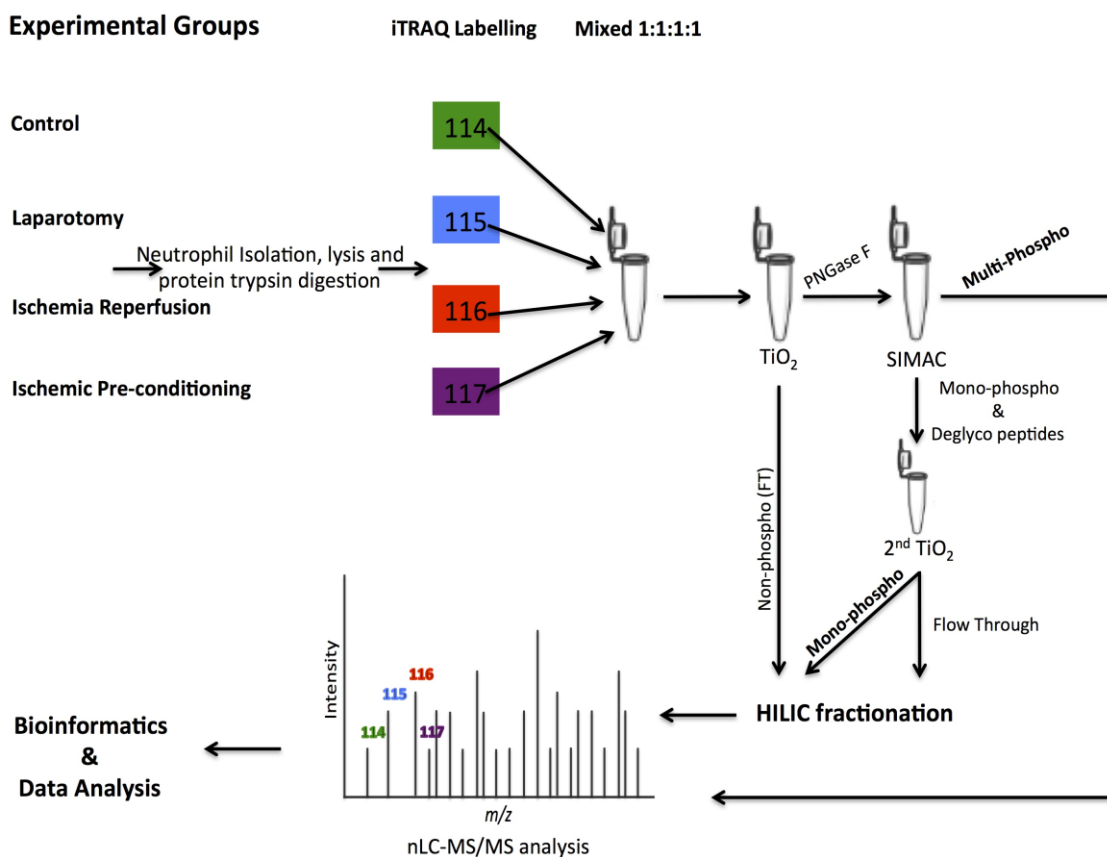 Experimental Groups
iTRAQ Labelling
Mixed 1:1:1:1
Control
114
Laparotomy
115
Neutrophil Isolation, lysis and
protein trypsin digestion
Ischemia Reperfusion
116
Ischemic Pre-conditioning
117
TiO2
PNGase F
SIMAC
Multi-Phospho
Mono-phospho
&
Deglyco peptides
2nd TiO2
Non-phospho (FT)
Mono-phospho
Flow Through
HILIC fractionation
Intensity
114
115
116
117
m/z
nLC-MS/MS analysis
Bioinformatics
&
Data Analysis